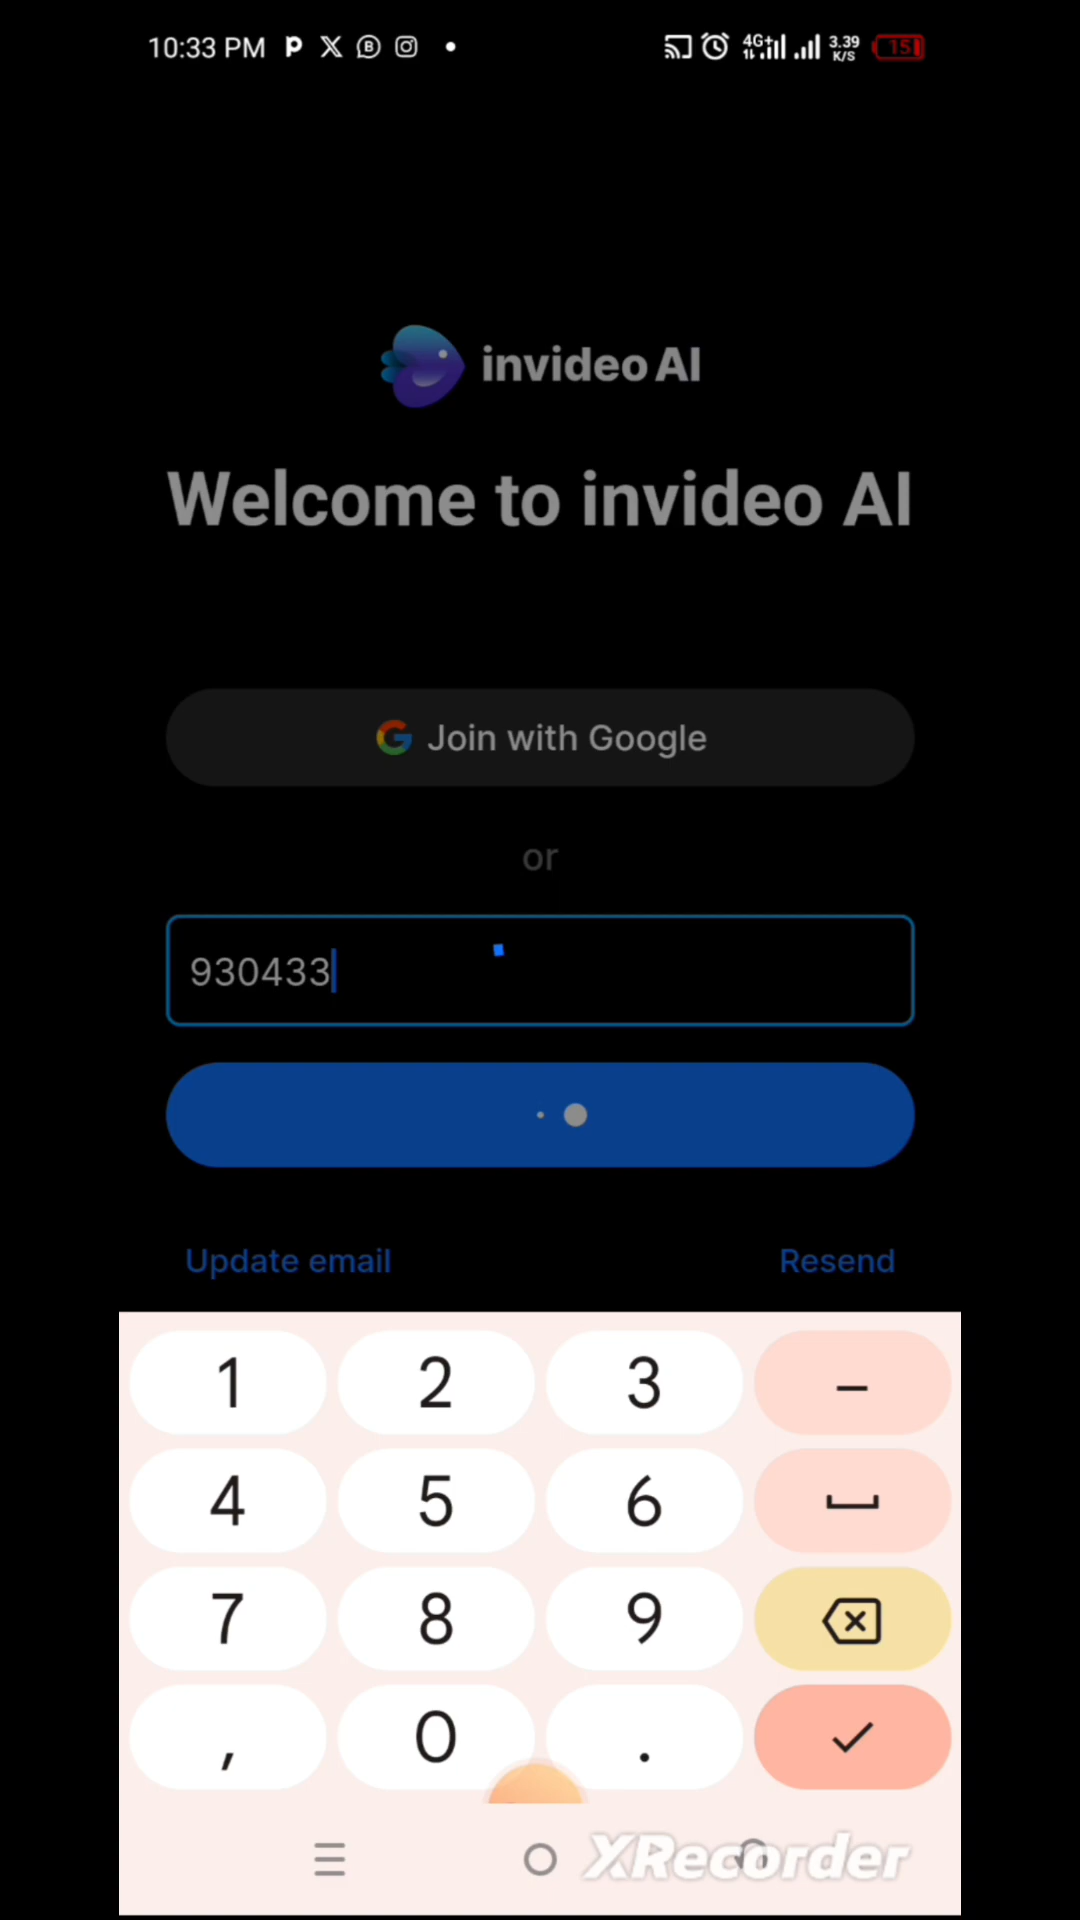 10:33 PM
4G+
3.39
K/S
15
invideo AI
Welcome to invideo AI
Join with Google
or
930433
Update email
Resend
1 2 3 –
4 5 6
7 8 9
, 0 .
XRecorder